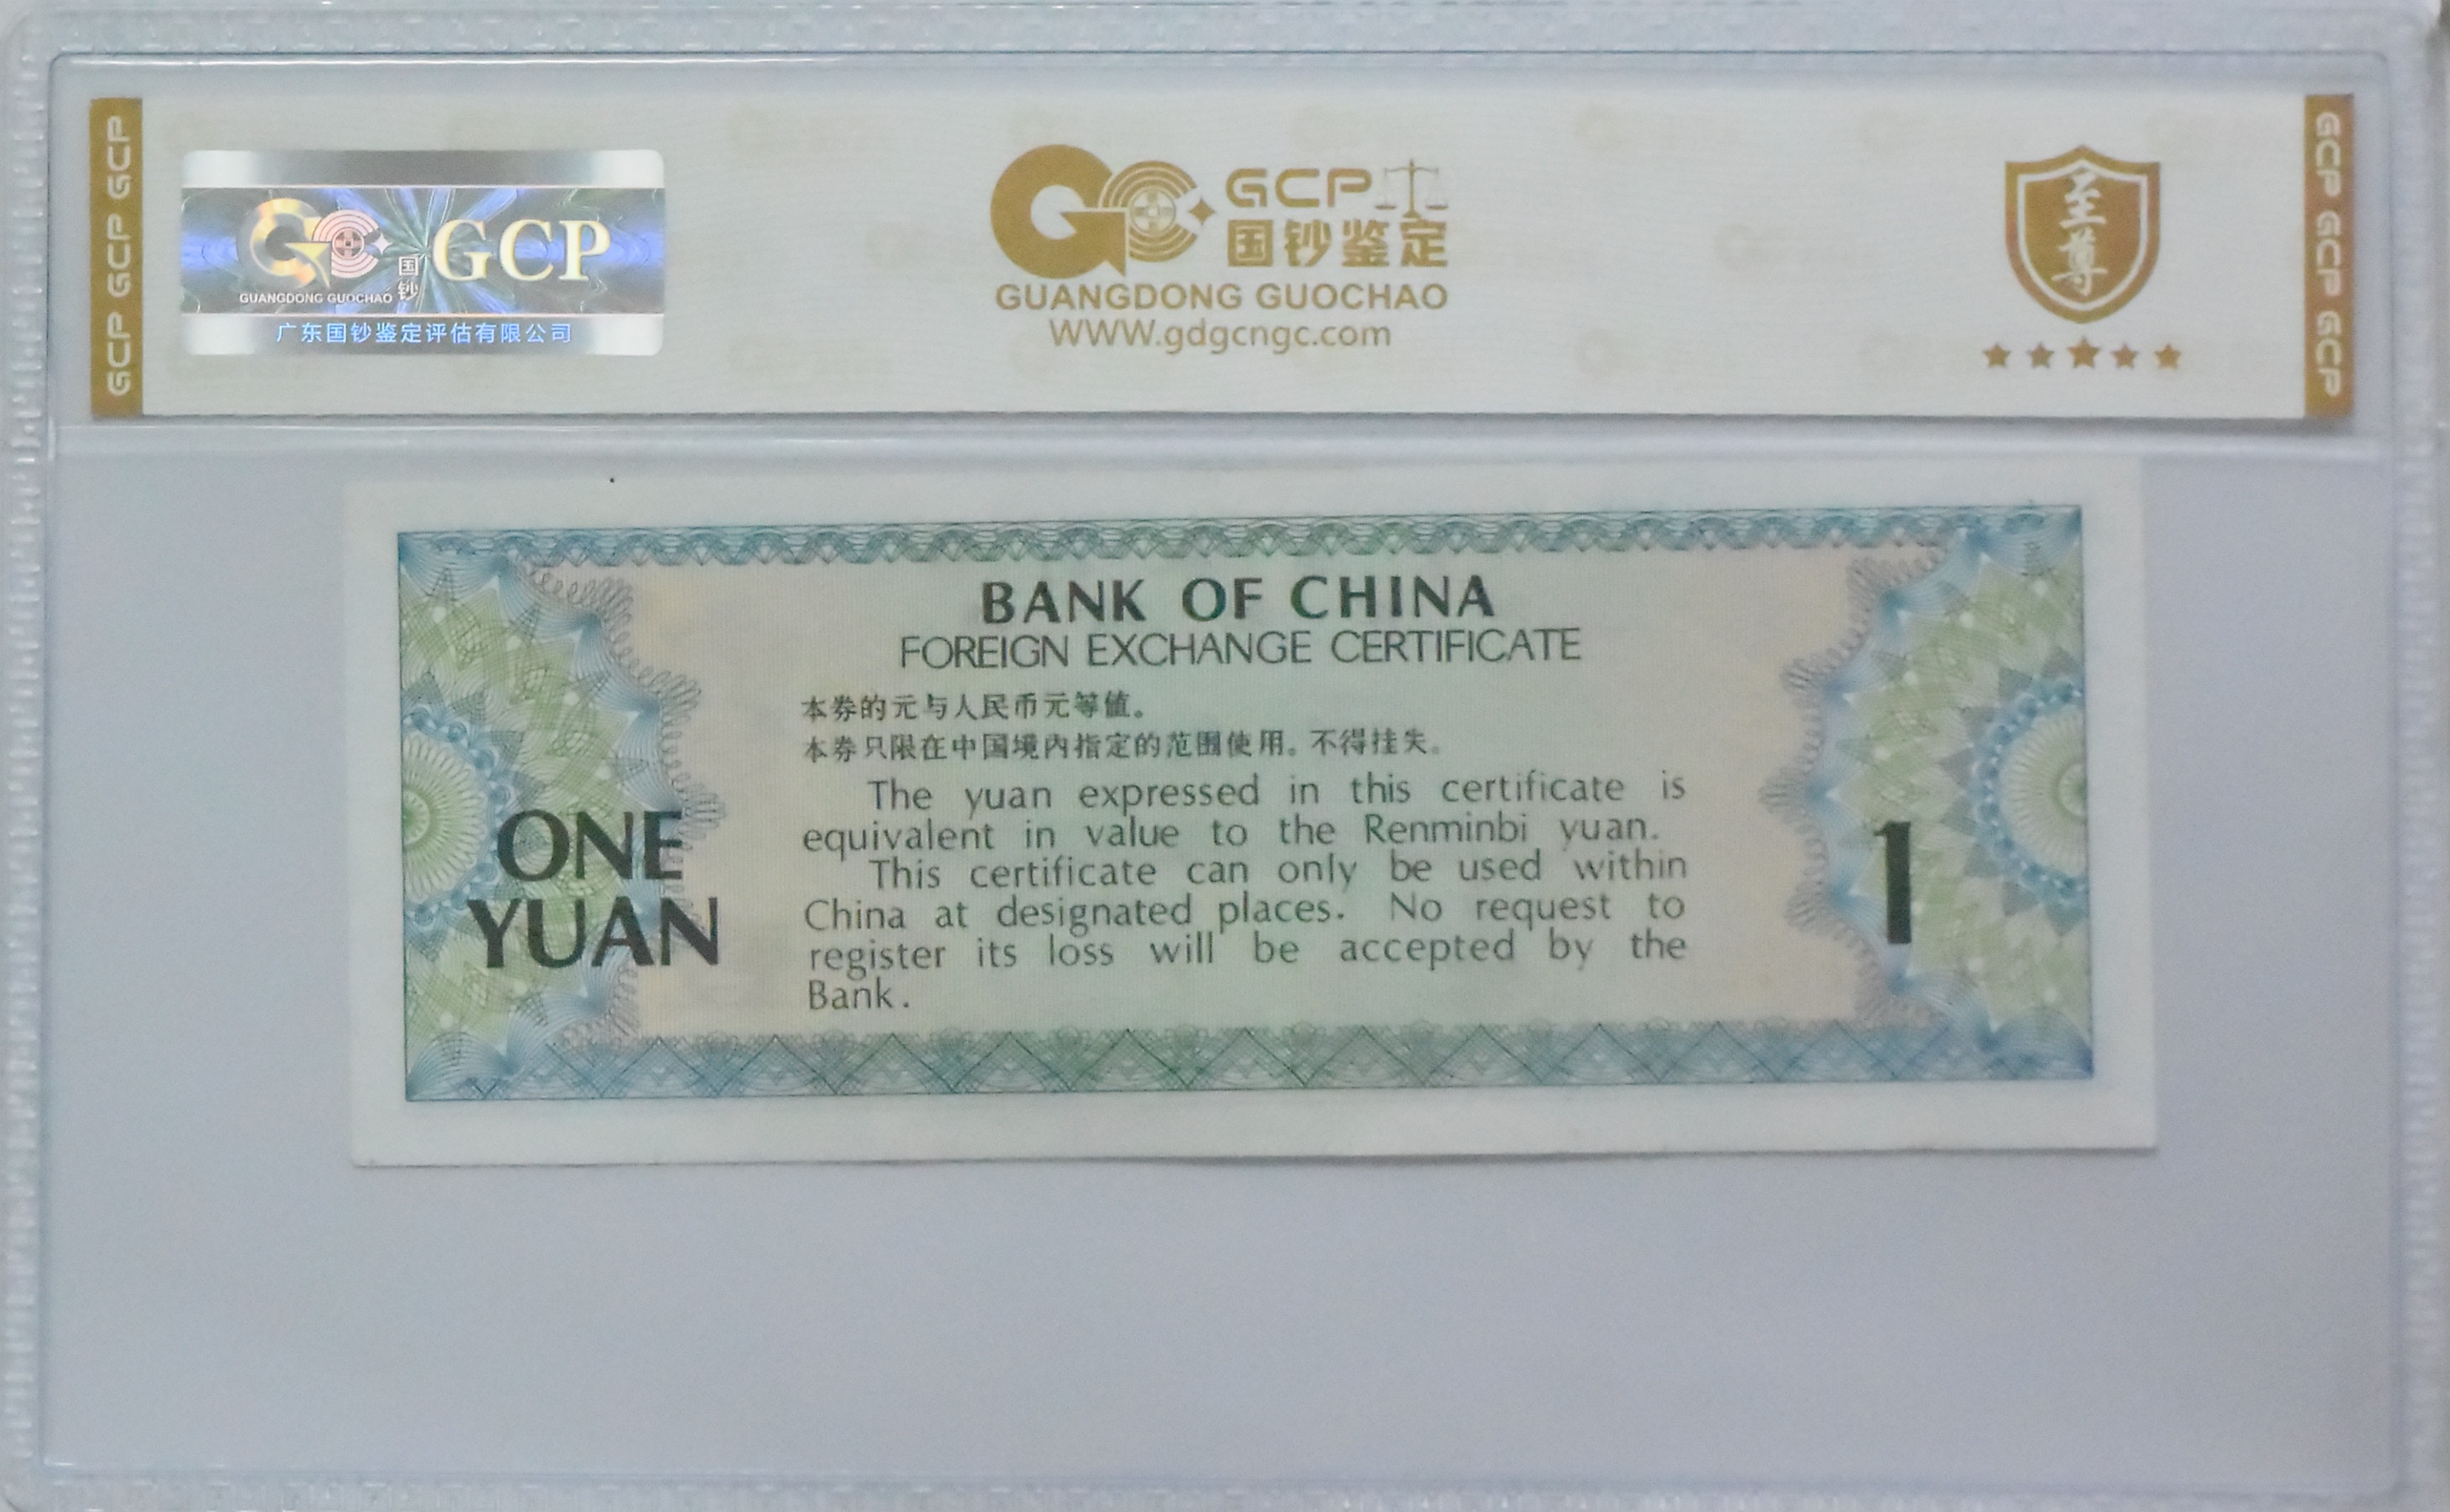 GCP GCP GCP
GCP
国钞
GUANGDONG GUOCHAO
广东国钞鉴定评估有限公司
GCP
国钞鉴定
GUANGDONG GUOCHAO
WWW.gdgcngc.com
至尊
GCP GCP GCP
BANK OF CHINA
FOREIGN EXCHANGE CERTIFICATE
本券的元与人民币元等值。
本券只限在中国境内指定的范围使用。不得挂失。
The yuan expressed in this certificate is
equivalent in value to the Renminbi yuan.
This certificate can only be used within
China at designated places. No request to
register its loss will be accepted by the
Bank.
ONE
YUAN
1